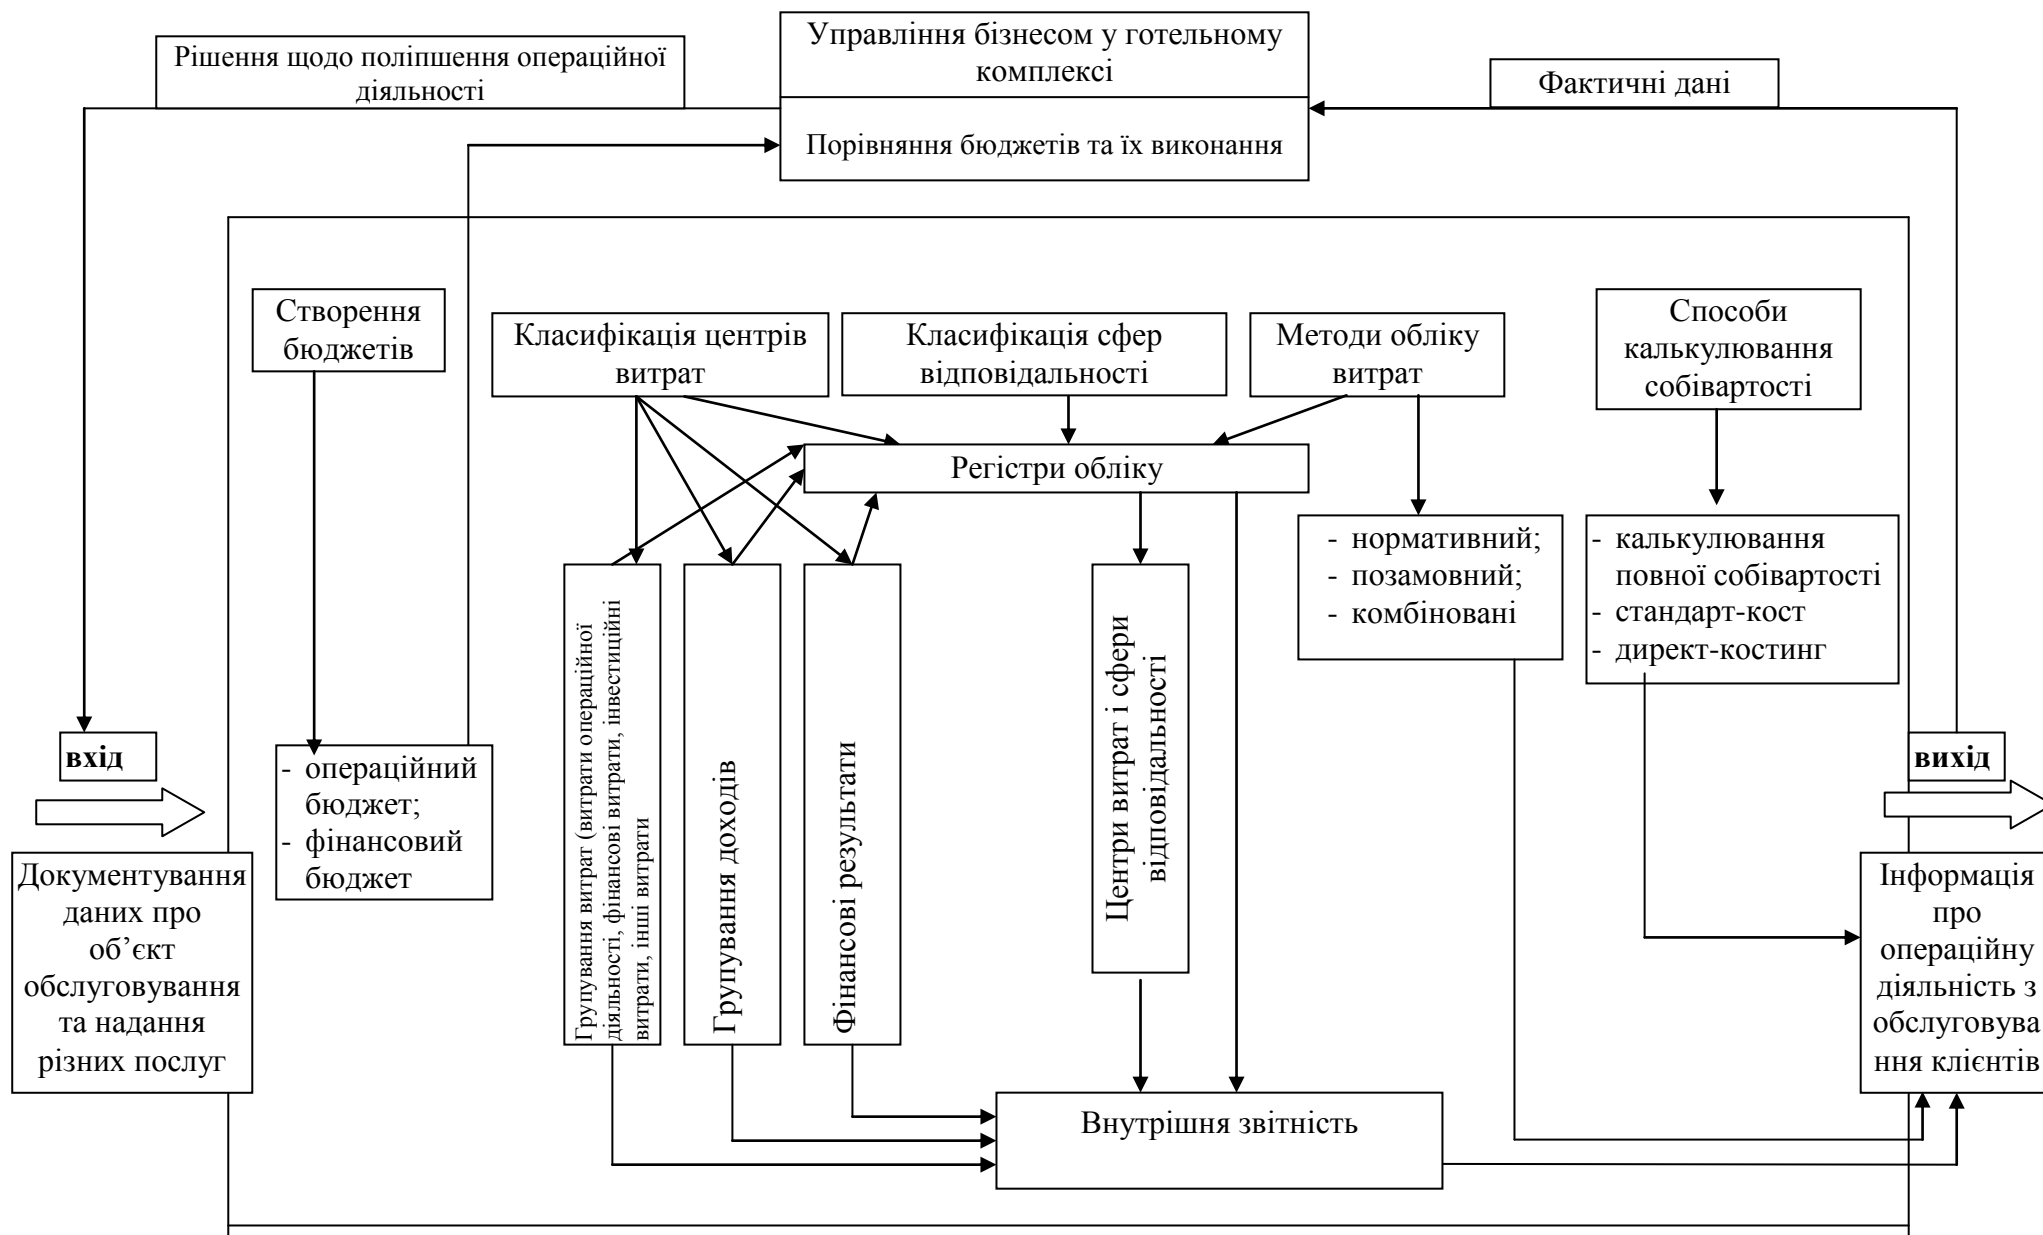 Управління бізнесом у готельному
комплексі
Рішення щодо поліпшення операційної
діяльності
Фактичні дані
Порівняння бюджетів та їх виконання
Створення
бюджетів
Класифікація центрів
витрат
Класифікація сфер
відповідальності
Методи обліку
витрат
Способи
калькулювання
собівартості
Регістри обліку
- нормативний;
- позамовний;
- комбіновані
- калькулювання
повної собівартості
- стандарт-кост
- директ-костинг
вхід
- операційний
бюджет;
- фінансовий
бюджет
Групування витрат (витрати операційної
діяльності, фінансові витрати, інвестиційні
витрати, інші витрати
Групування доходів
Фінансові результати
Центри витрат і сфери
відповідальності
вихід
Документування
даних про
об’єкт
обслуговування
та надання
різних послуг
Інформація
про
операційну
діяльність з
обслуговува
ння клієнтів
Внутрішня звітність